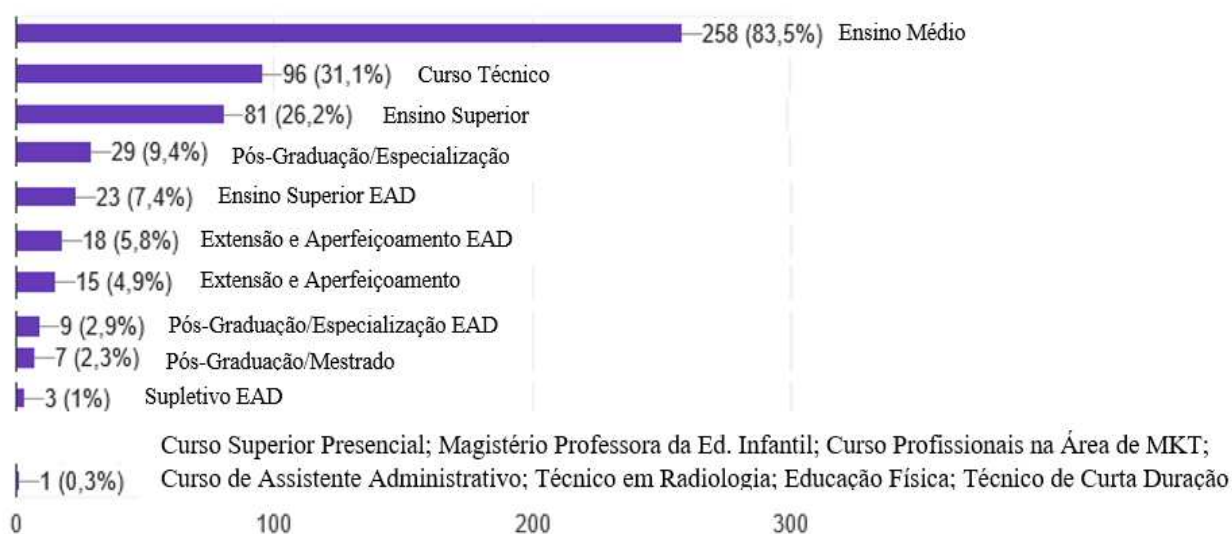 258 (83,5%) Ensino Médio
96 (31,1%) Curso Técnico
81 (26,2%) Ensino Superior
29 (9,4%) Pós-Graduação/Especialização
23 (7,4%) Ensino Superior EAD
18 (5,8%) Extensão e Aperfeiçoamento EAD
15 (4,9%) Extensão e Aperfeiçoamento
9 (2,9%) Pós-Graduação/Especialização EAD
7 (2,3%) Pós-Graduação/Mestrado
3 (1%) Supletivo EAD
Curso Superior Presencial; Magistério Professora da Ed. Infantil; Curso Profissionais na Área de MKT;
1 (0,3%) Curso de Assistente Administrativo; Técnico em Radiologia; Educação Física; Técnico de Curta Duração
0 100 200 300